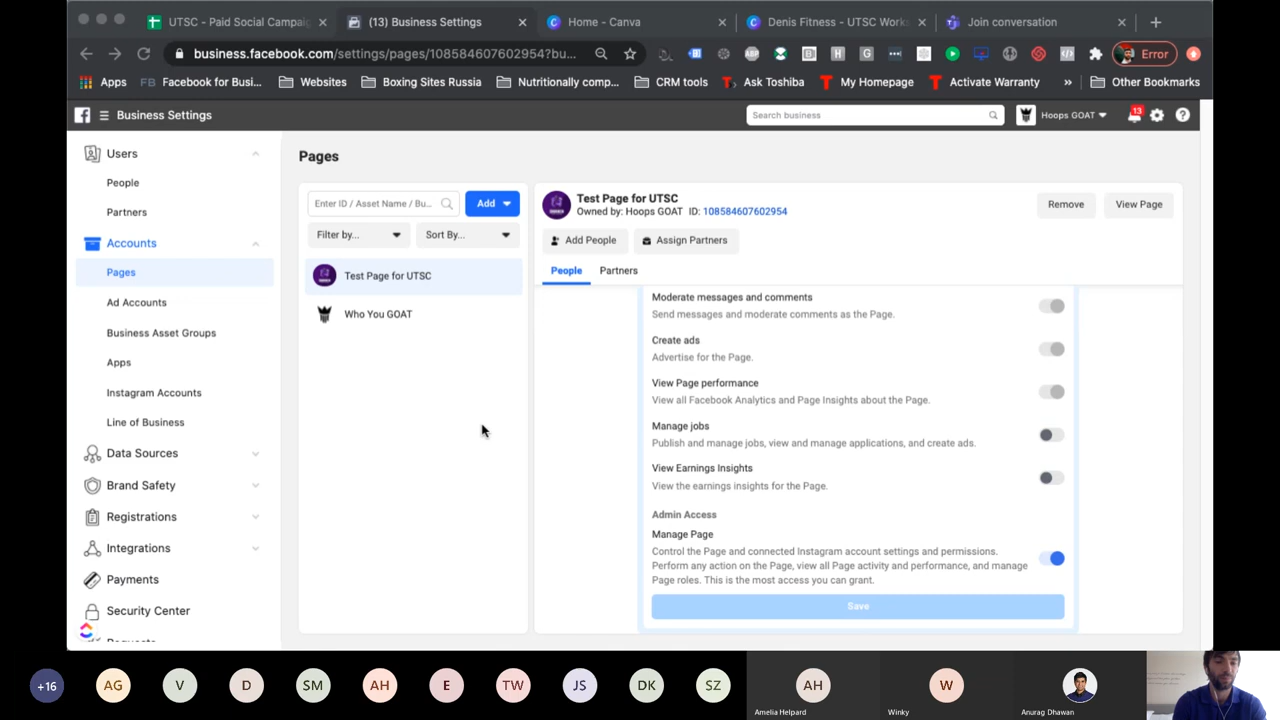 UTSC - Paid Social Campai
(13) Business Settings
Home - Canva
Denis Fitness - UTSC Work
Join conversation
business.facebook.com/settings/pages/108584607602954?bu...
Error
Apps
FB Facebook for Busi...
Websites
Boxing Sites Russia
Nutritionally comp...
CRM tools
Ask Toshiba
My Homepage
Activate Warranty
»
Other Bookmarks
Business Settings
Search business
Hoops GOAT
13
Users
People
Partners
Accounts
Pages
Ad Accounts
Business Asset Groups
Apps
Instagram Accounts
Line of Business
Data Sources
Brand Safety
Registrations
Integrations
Payments
Security Center
Requests
Pages
Enter ID / Asset Name / Bu...
Add
Filter by...
Sort By...
Test Page for UTSC
Who You GOAT
Test Page for UTSC
Owned by: Hoops GOAT ID: 108584607602954
Remove
View Page
Add People
Assign Partners
People
Partners
Moderate messages and comments
Send messages and moderate comments as the Page.
Create ads
Advertise for the Page.
View Page performance
View all Facebook Analytics and Page Insights about the Page.
Manage jobs
Publish and manage jobs, view and manage applications, and create ads.
View Earnings Insights
View the earnings insights for the Page.
Admin Access
Manage Page
Control the Page and connected Instagram account settings and permissions.
Perform any action on the Page, view all Page activity and performance, and manage
Page roles. This is the most access you can grant.
Save
+16
AG
V
D
SM
AH
E
TW
JS
DK
SZ
AH
W
Amelia Helpard
Winky
Anurag Dhawan